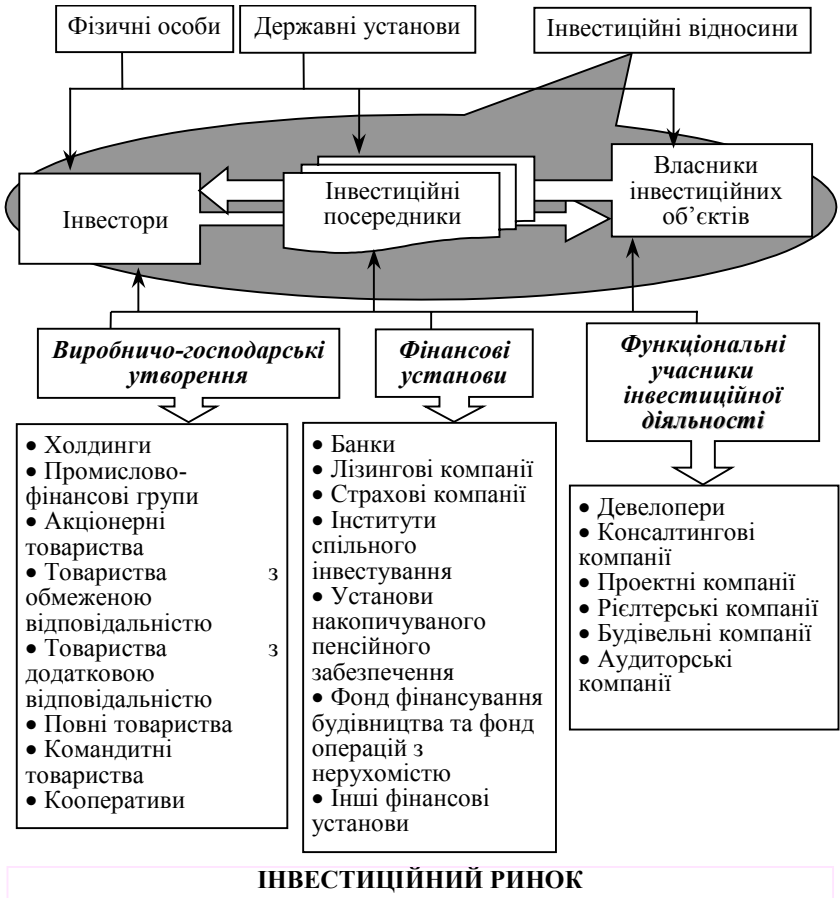 Фізичні особи
Державні установи
Інвестиційні відносини
Інвестори
Інвестиційні
посередники
Власники
інвестиційних
об’єктів
Виробничо-господарські
утворення
Фінансові
установи
Функціональні
учасники
інвестиційної
діяльності
• Холдинги
• Промислово-
фінансові групи
• Акціонерні
товариства
• Товариства з
обмеженою
відповідальністю
• Товариства з
додатковою
відповідальністю
• Повні товариства
• Командитні
товариства
• Кооперативи
• Банки
• Лізингові компанії
• Страхові компанії
• Інститути
спільного
інвестування
• Установи
накопичуваного
пенсійного
забезпечення
• Фонд фінансування
будівництва та фонд
операцій з
нерухомістю
• Інші фінансові
установи
• Девелопери
• Консалтингові
компанії
• Проектні компанії
• Рієлтерські компанії
• Будівельні компанії
• Аудиторські
компанії
ІНВЕСТИЦІЙНИЙ РИНОК